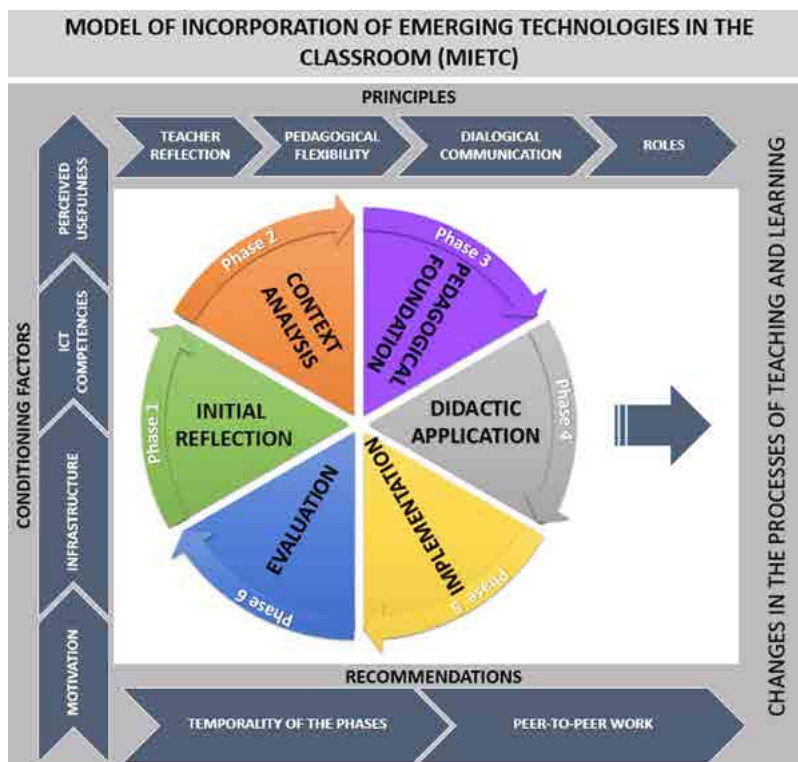 MODEL OF INCORPORATION OF EMERGING TECHNOLOGIES IN THE
CLASSROOM (MIETC)
PRINCIPLES
TEACHER
REFLECTION
PEDAGOGICAL
FLEXIBILITY
DIALOGICAL
COMMUNICATION
ROLES
CONDITIONING FACTORS
PERCEIVED
USEFULNESS
ICT
COMPETENCIES
INFRASTRUCTURE
MOTIVATION
Phase 1
INITIAL
REFLECTION
Phase 2
CONTEXT
ANALYSIS
Phase 3
PEDAGOGICAL
FOUNDATION
Phase 4
DIDACTIC
APPLICATION
Phase 5
IMPLEMENTATION
Phase 6
EVALUATION
CHANGES IN THE PROCESSES OF TEACHING AND LEARNING
RECOMMENDATIONS
TEMPORALITY OF THE PHASES
PEER-TO-PEER WORK